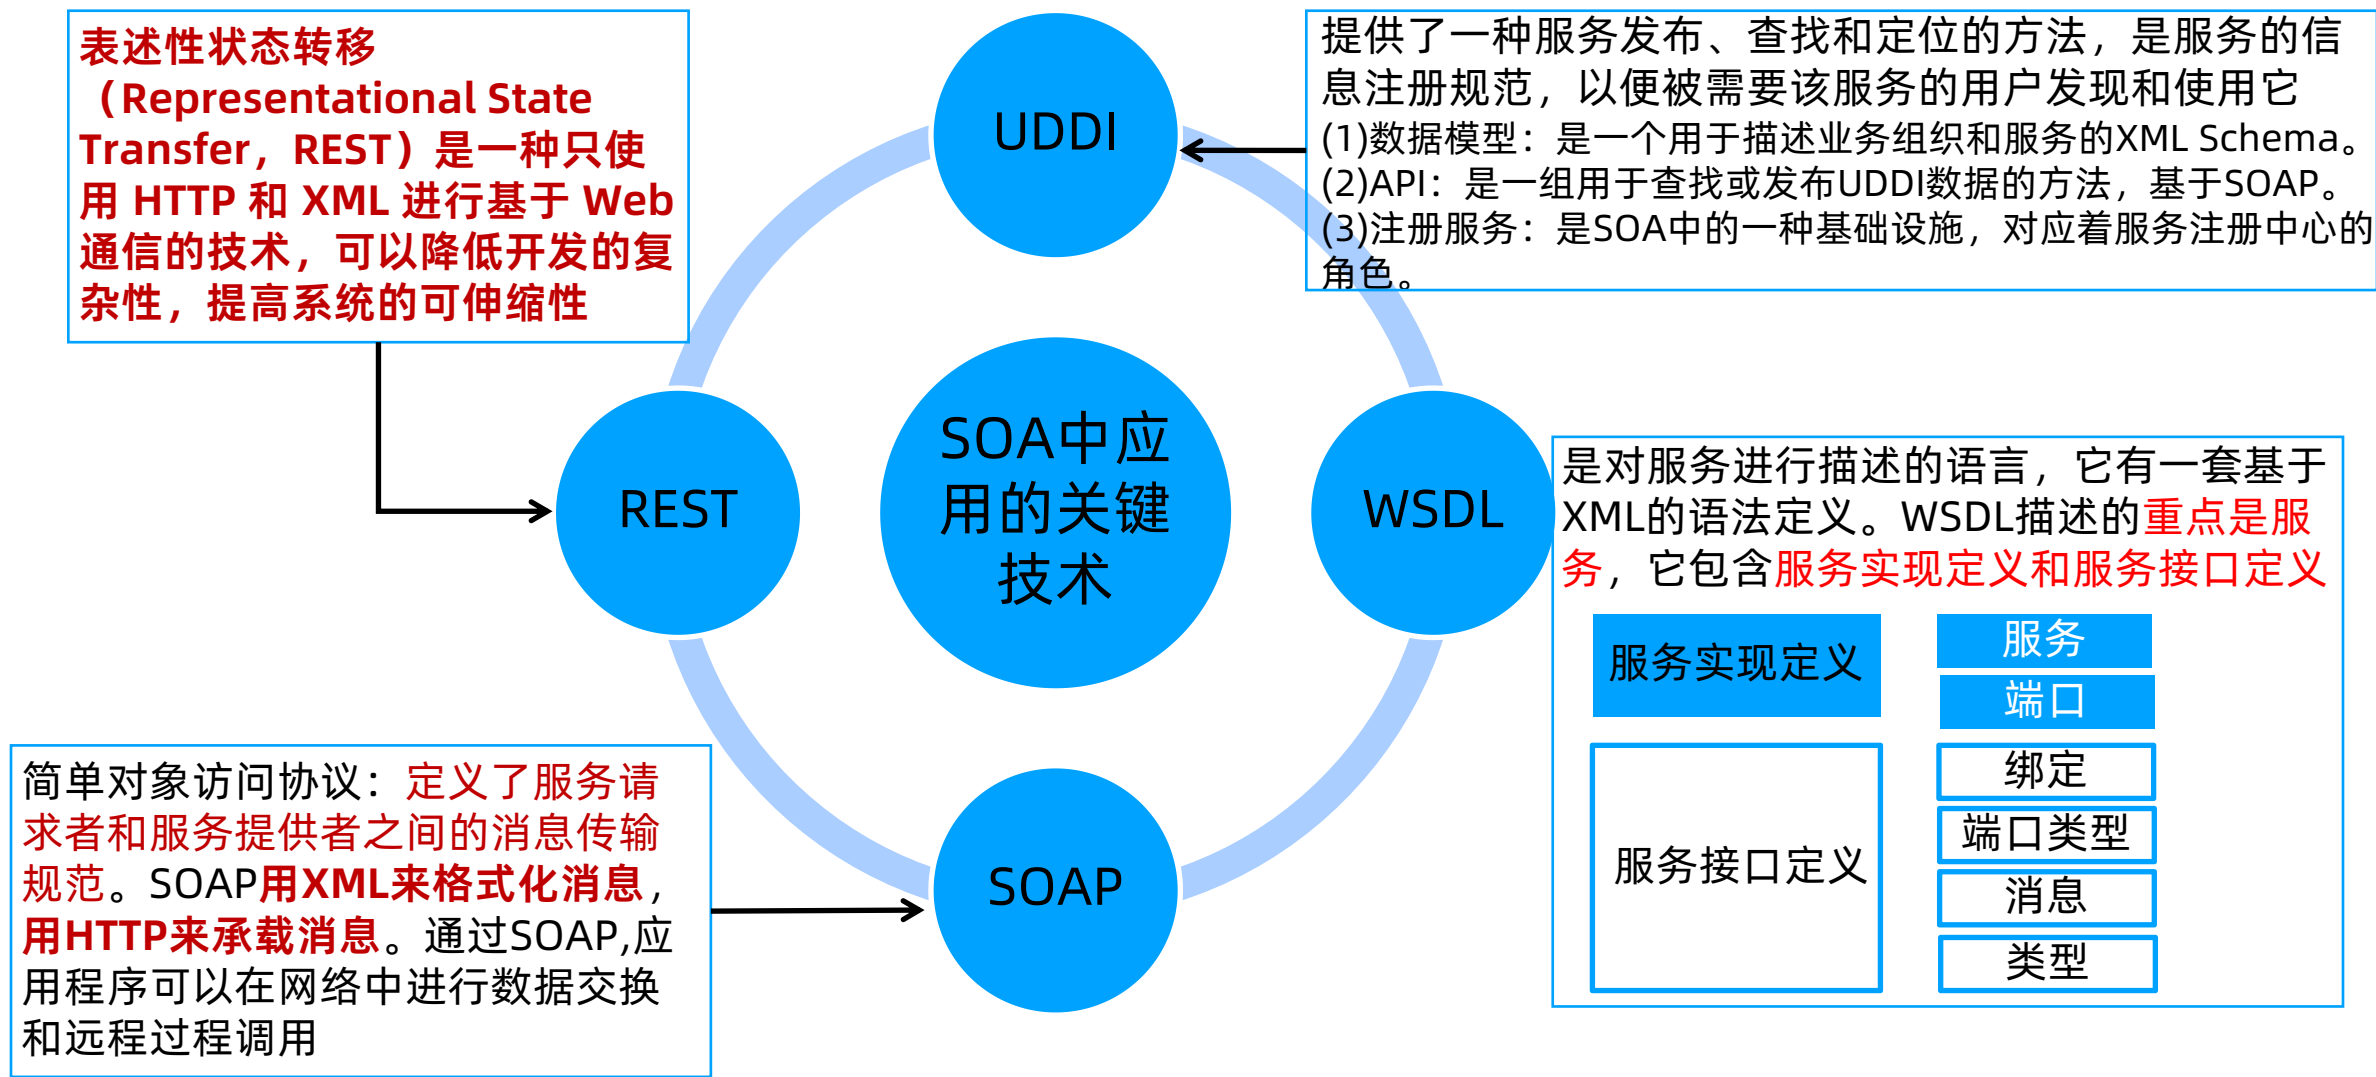 表述性状态转移
（Representational State
Transfer，REST）是一种只使
用 HTTP 和 XML 进行基于 Web
通信的技术，可以降低开发的复
杂性，提高系统的可伸缩性
UDDI
提供了一种服务发布、查找和定位的方法，是服务的信
息注册规范，以便被需要该服务的用户发现和使用它
(1)数据模型：是一个用于描述业务组织和服务的XML Schema。
(2)API：是一组用于查找或发布UDDI数据的方法，基于SOAP。
(3)注册服务：是SOA中的一种基础设施，对应着服务注册中心的
角色。
REST
SOA中应
用的关键
技术
WSDL
是对服务进行描述的语言，它有一套基于
XML的语法定义。WSDL描述的重点是服
务，它包含服务实现定义和服务接口定义
服务实现定义
服务
端口
服务接口定义
绑定
端口类型
消息
类型
简单对象访问协议：定义了服务请
求者和服务提供者之间的消息传输
规范。SOAP用XML来格式化消息，
用HTTP来承载消息。通过SOAP,应
用程序可以在网络中进行数据交换
和远程过程调用
SOAP